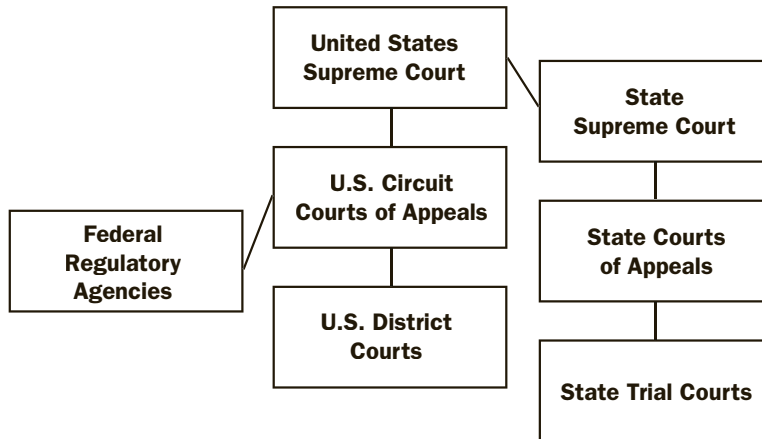 United States
Supreme Court
State
Supreme Court
U.S. Circuit
Courts of Appeals
Federal
Regulatory
Agencies
State Courts
of Appeals
U.S. District
Courts
State Trial Courts